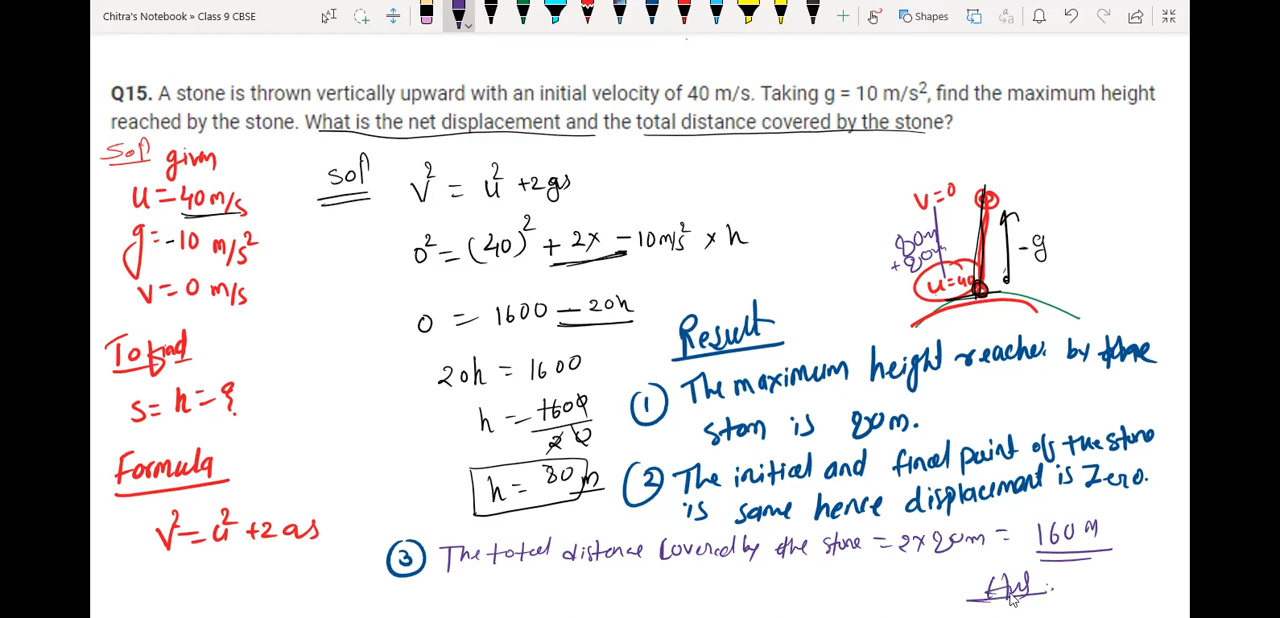 Chitra's Notebook » Class 9 CBSE
Shapes
Q15. A stone is thrown vertically upward with an initial velocity of 40 m/s. Taking g = 10 m/s², find the maximum height
reached by the stone. What is the net displacement and the total distance covered by the stone?
Sol given
u = 40 m/s
g = -10 m/s²
v = 0 m/s
To find
s = h = ?
Formula
v² = u² + 2as
Sol
v² = u² + 2gs
0² = (40)² + 2x - 10m/s² × h
0 = 1600 - 20h
20h = 1600
h = 1600
20
h = 80 m
v = 0
80m
+80m
u = 40
-g
Result
① The maximum height reaches by the
ston is 80m.
② The initial and final point of the stone
is same hence displacement is Zero.
③ The total distance covered by the stone = 2 × 80m = 160 M